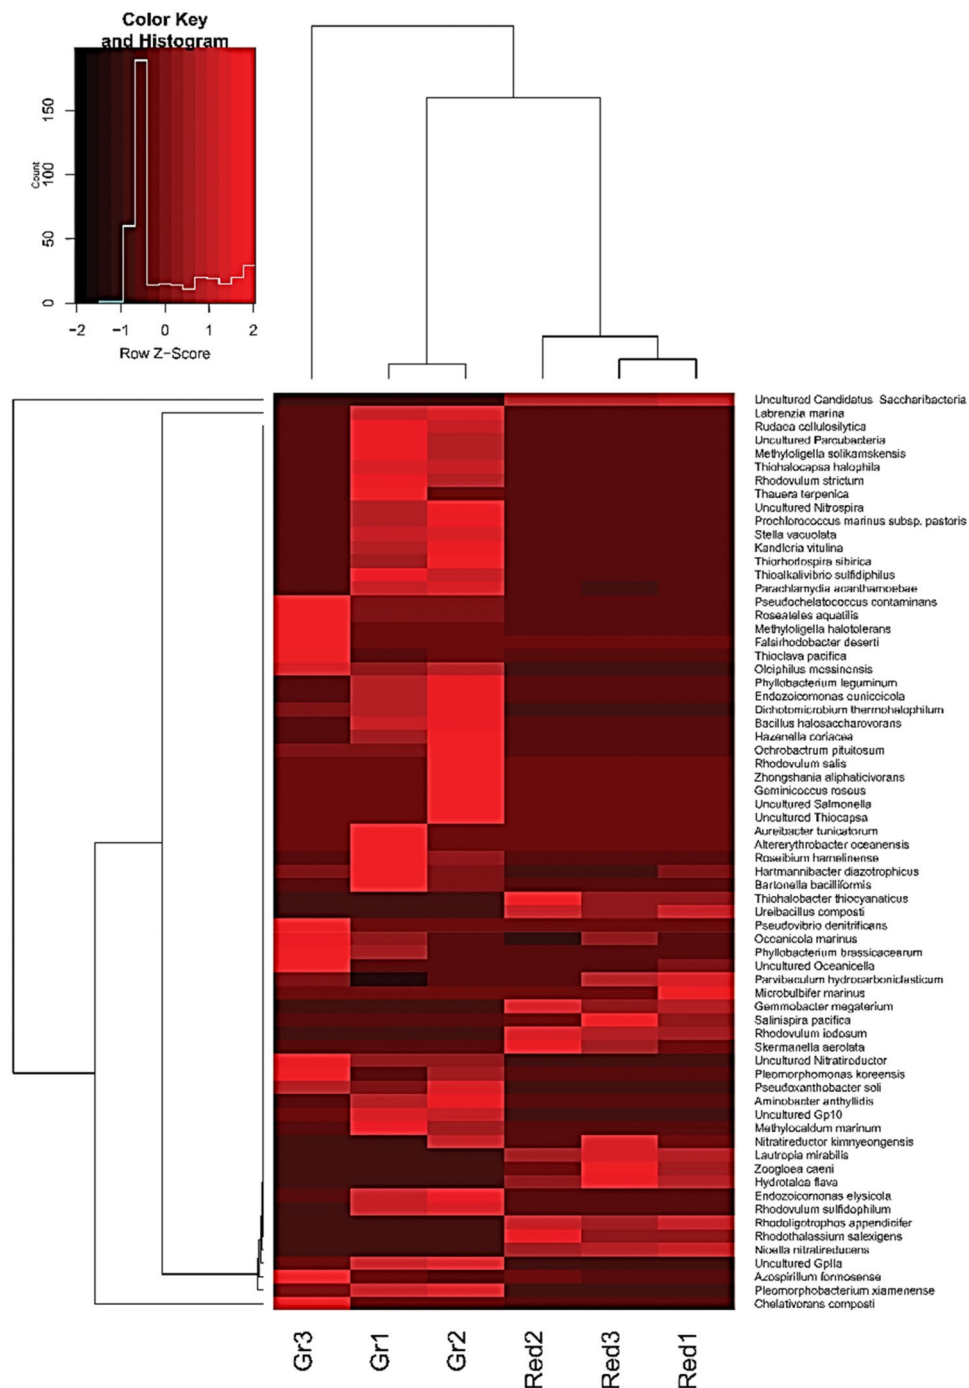 Color Key
and Histogram
Count
0
50
100
150
−2
−1
0
1
2
Row Z−Score
Uncultured Candidatus Saccharibacteria
Labrenzia marina
Rudaea cellulosilytica
Uncultured Parcubacteria
Methyloligella solikamskensis
Thiohalocapsa halophila
Rhodovulum strictum
Thauera terpenica
Uncultured Nitrospira
Prochlorococcus marinus subsp. pastoris
Stella vacuolata
Kandleria vitulina
Thiorhodospira sibirica
Thioalkalivibrio sulfidiphilus
Parachlamydia acanthamoebae
Pseudochelatococcus contaminans
Roseateles aquatilis
Methyloligella halotolerans
Falsirhodobacter deserti
Thioclava pacifica
Oleiphilus messinensis
Phyllobacterium leguminum
Endozoicomonas euniceicola
Dichotomicrobium thermohalophilum
Bacillus halosaccharovorans
Hazenella coriacea
Ochrobactrum pituitosum
Rhodovulum salis
Zhongshania aliphaticivorans
Geminicoccus roseus
Uncultured Salmonella
Uncultured Thiocapsa
Aureibacter tunicatorum
Altererythrobacter oceanensis
Roseibium hamelinense
Hartmannibacter diazotrophicus
Bartonella bacilliformis
Thiohalobacter thiocyanaticus
Ureibacillus composti
Pseudovibrio denitrificans
Oceanicola marinus
Phyllobacterium brassicacearum
Uncultured Oceanicella
Parvibaculum hydrocarboniclasticum
Microbulbifer marinus
Gemmobacter megaterium
Salinispira pacifica
Rhodovulum iodosum
Skermanella aerolata
Uncultured Nitratireductor
Pleomorphomonas koreensis
Pseudoxanthobacter soli
Aminobacter anthyllidis
Uncultured Gp10
Methylocaldum marinum
Nitratireductor kimnyeongensis
Lautropia mirabilis
Zoogloea caeni
Hydrotalea flava
Endozoicomonas elysicola
Rhodovulum sulfidophilum
Rhodoligotrophos appendicifer
Rhodothalassium salexigens
Nioella nitratireducens
Uncultured GpIIa
Azospirillum formosense
Pleomorphobacterium xiamenense
Chelativorans composti
Gr3
Gr1
Gr2
Red2
Red3
Red1